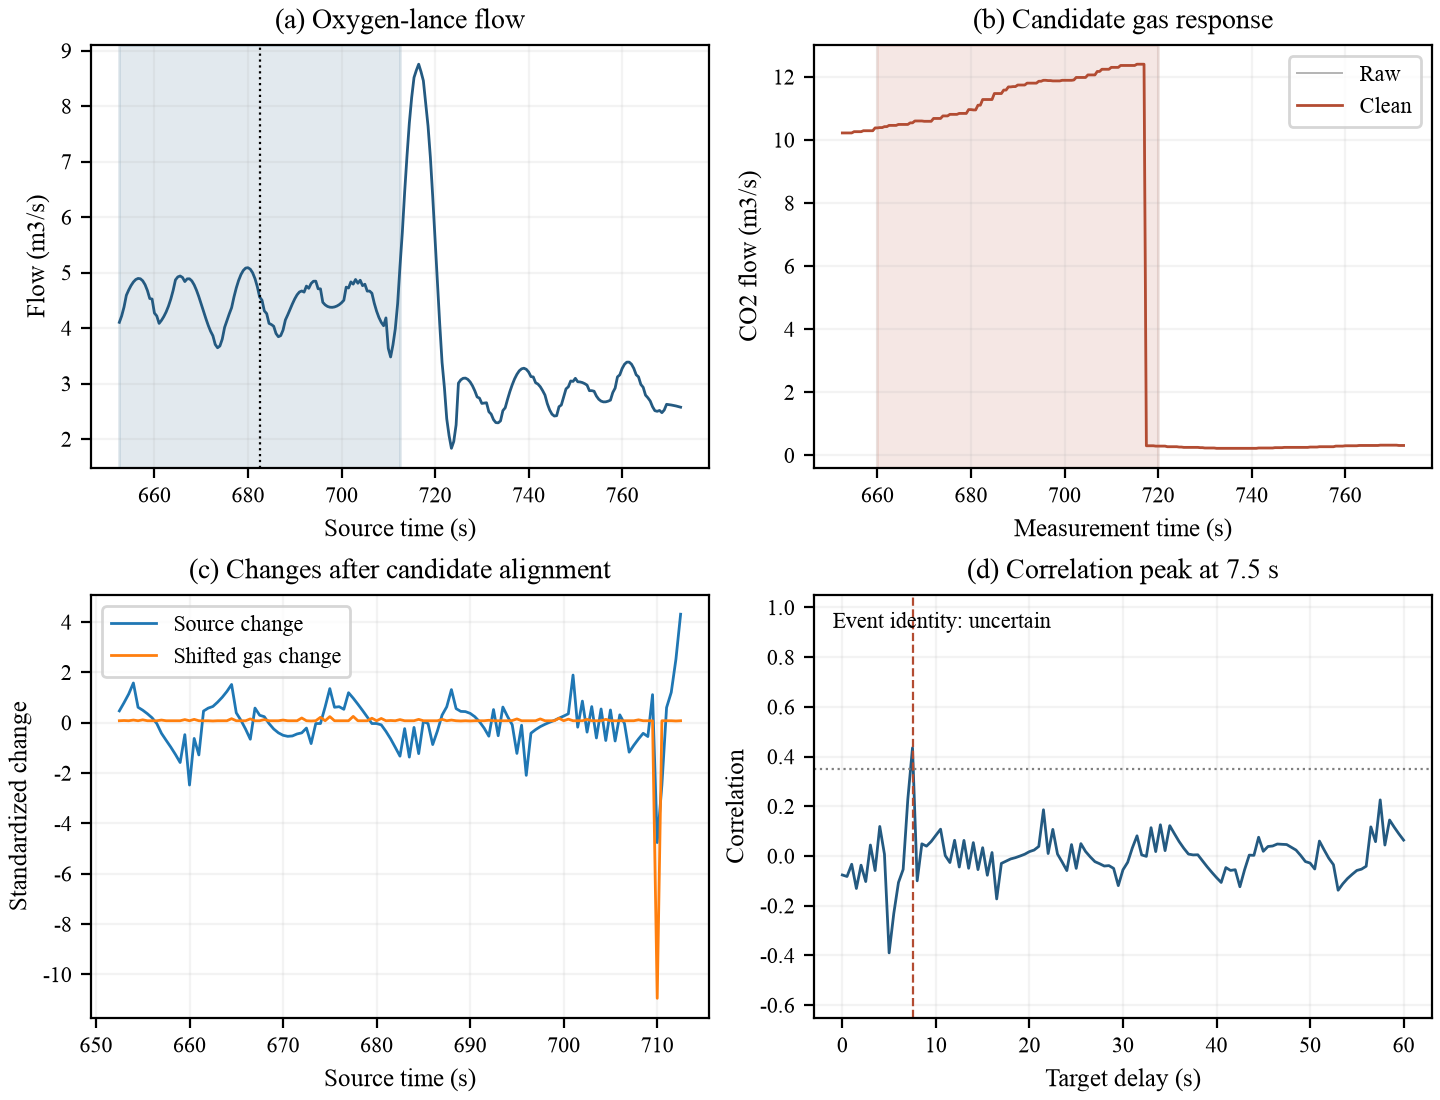 (a) Oxygen-lance flow
Flow (m3/s)
9
8
7
6
5
4
3
2
660 680 700 720 740 760
Source time (s)
(b) Candidate gas response
CO2 flow (m3/s)
12
10
8
6
4
2
0
Raw
Clean
660 680 700 720 740 760
Measurement time (s)
(c) Changes after candidate alignment
Standardized change
4
2
0
-2
-4
-6
-8
-10
Source change
Shifted gas change
650 660 670 680 690 700 710
Source time (s)
(d) Correlation peak at 7.5 s
Correlation
1.0
0.8
0.6
0.4
0.2
0.0
-0.2
-0.4
-0.6
Event identity: uncertain
0 10 20 30 40 50 60
Target delay (s)